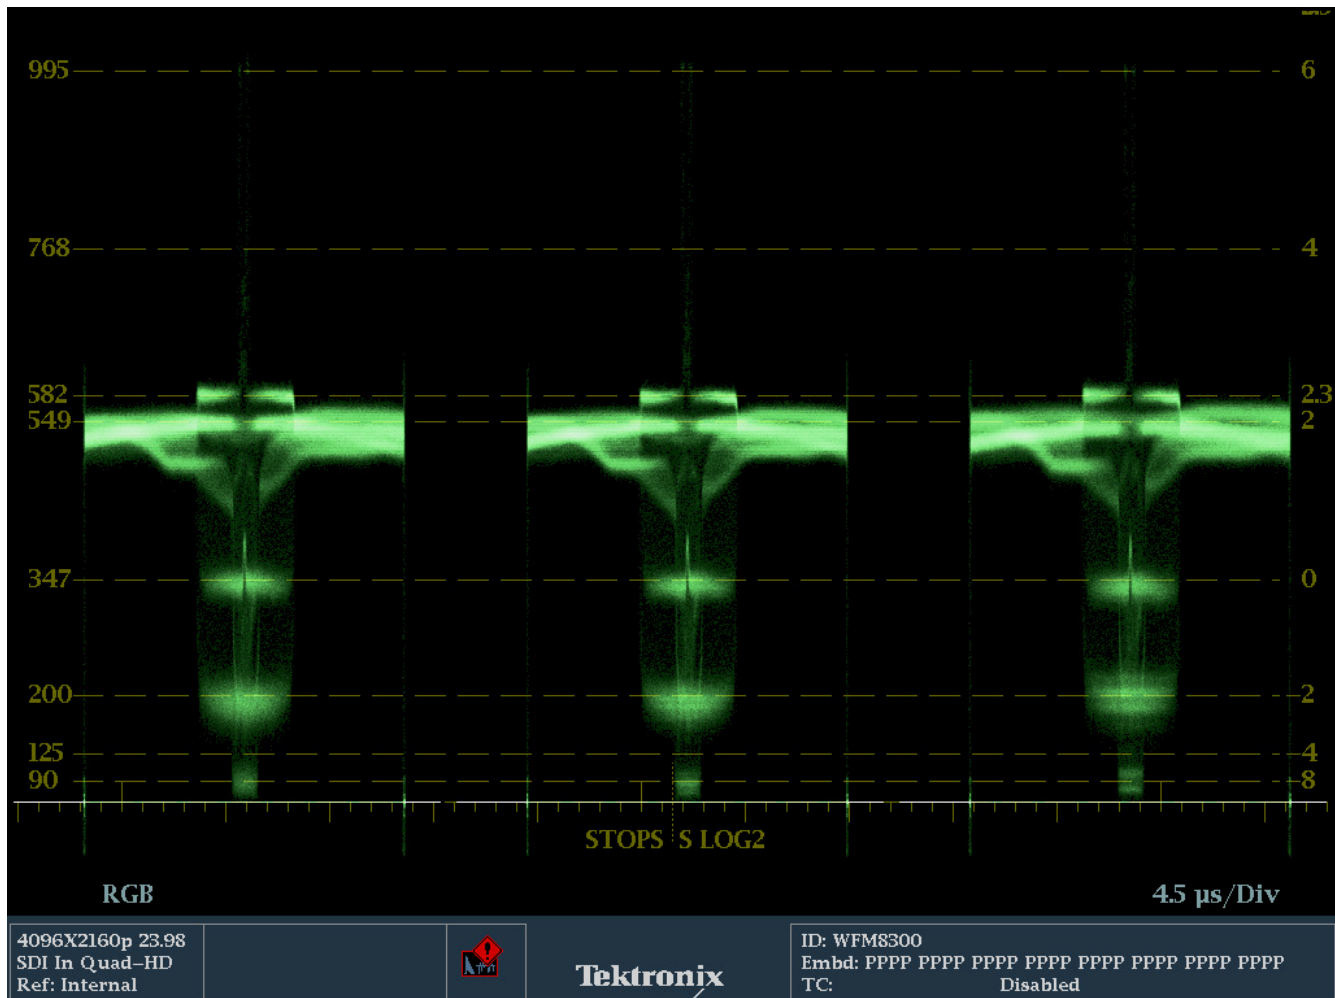 995 6
768 4
582 2.3
549 2
347 0
200 -2
125 -4
90 -8
STOPS S LOG2
RGB 4.5 µs/Div
4096X2160p 23.98
SDI In Quad-HD
Ref: Internal
Tektronix
ID: WFM8300
Embd: PPPP PPPP PPPP PPPP PPPP PPPP PPPP PPPP
TC: Disabled